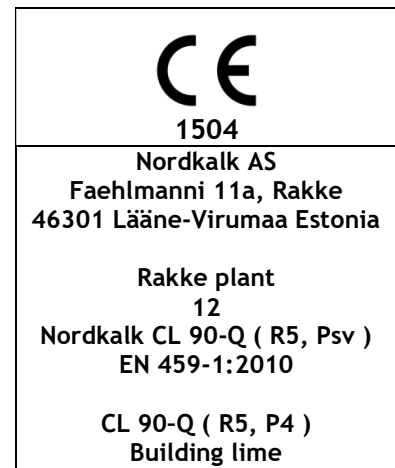 CE
1504
Nordkalk AS
Faehlmanni 11a, Rakke
46301 Lääne-Virumaa Estonia
Rakke plant
12
Nordkalk CL 90-Q ( R5, Psv )
EN 459-1:2010
CL 90-Q ( R5, P4 )
Building lime